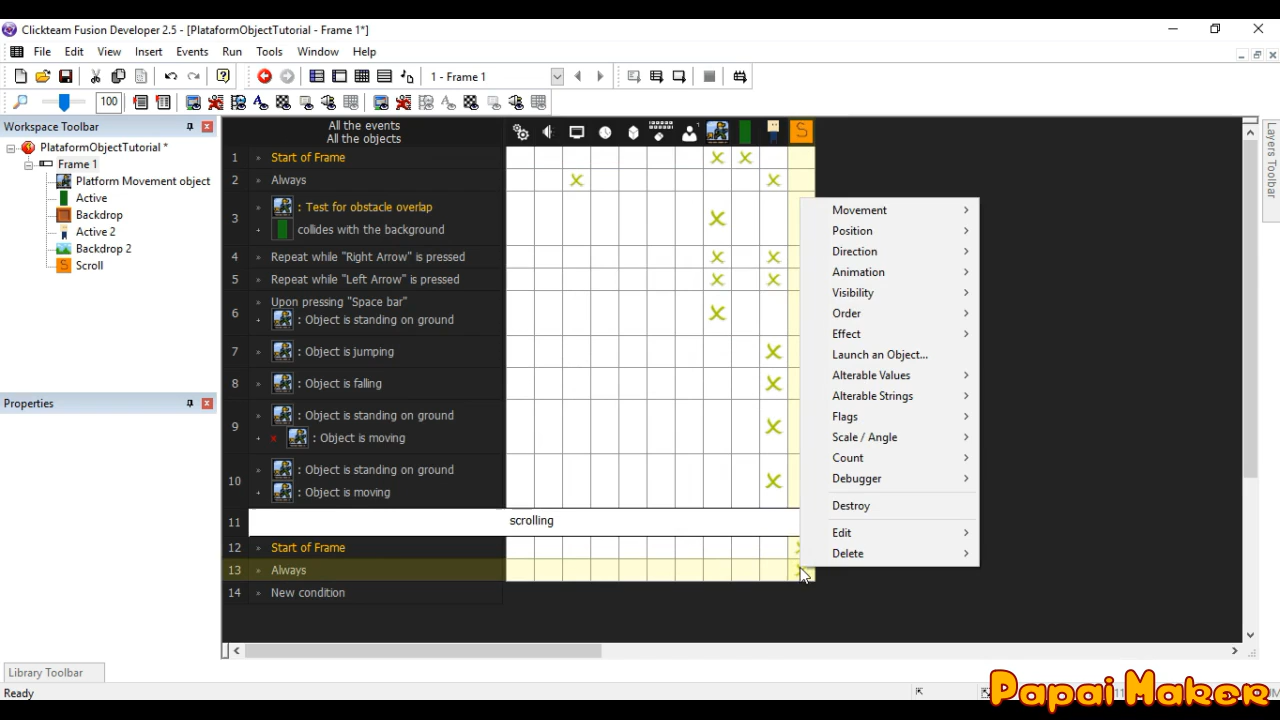 Clickteam Fusion Developer 2.5 - [PlataformObjectTutorial - Frame 1*]
File Edit View Insert Events Run Tools Window Help
1 - Frame 1
100
Workspace Toolbar
PlataformObjectTutorial *
Frame 1
Platform Movement object
Active
Backdrop
Active 2
Backdrop 2
Scroll
Properties
Library Toolbar
Ready
All the events
All the objects
S
1 Start of Frame
2 Always
3 : Test for obstacle overlap
+ collides with the background
4 Repeat while "Right Arrow" is pressed
5 Repeat while "Left Arrow" is pressed
6 Upon pressing "Space bar"
+ : Object is standing on ground
7 : Object is jumping
8 : Object is falling
9 : Object is standing on ground
+ X : Object is moving
10 : Object is standing on ground
+ : Object is moving
11 scrolling
12 Start of Frame
13 Always
14 New condition
Movement
Position
Direction
Animation
Visibility
Order
Effect
Launch an Object...
Alterable Values
Alterable Strings
Flags
Scale / Angle
Count
Debugger
Destroy
Edit
Delete
Layers Toolbar
Papai Maker